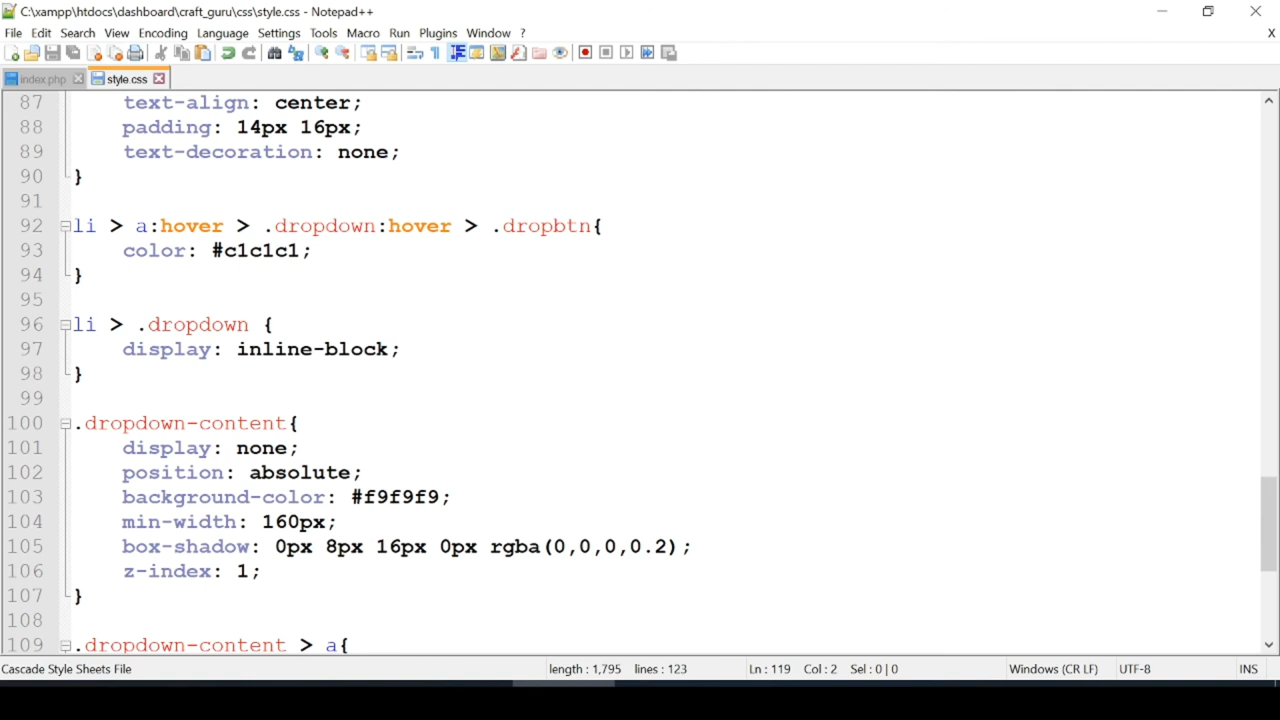 C:\xampp\htdocs\dashboard\craft_guru\css\style.css - Notepad++
File Edit Search View Encoding Language Settings Tools Macro Run Plugins Window ? X
index.php style.css
87 text-align: center;
88 padding: 14px 16px;
89 text-decoration: none;
90 }
91
92 li > a:hover > .dropdown:hover > .dropbtn{
93 color: #c1c1c1;
94 }
95
96 li > .dropdown {
97 display: inline-block;
98 }
99
100 .dropdown-content{
101 display: none;
102 position: absolute;
103 background-color: #f9f9f9;
104 min-width: 160px;
105 box-shadow: 0px 8px 16px 0px rgba(0,0,0,0.2);
106 z-index: 1;
107 }
108
109 .dropdown-content > a{
Cascade Style Sheets File length : 1,795 lines : 123 Ln : 119 Col : 2 Sel : 0 | 0 Windows (CR LF) UTF-8 INS